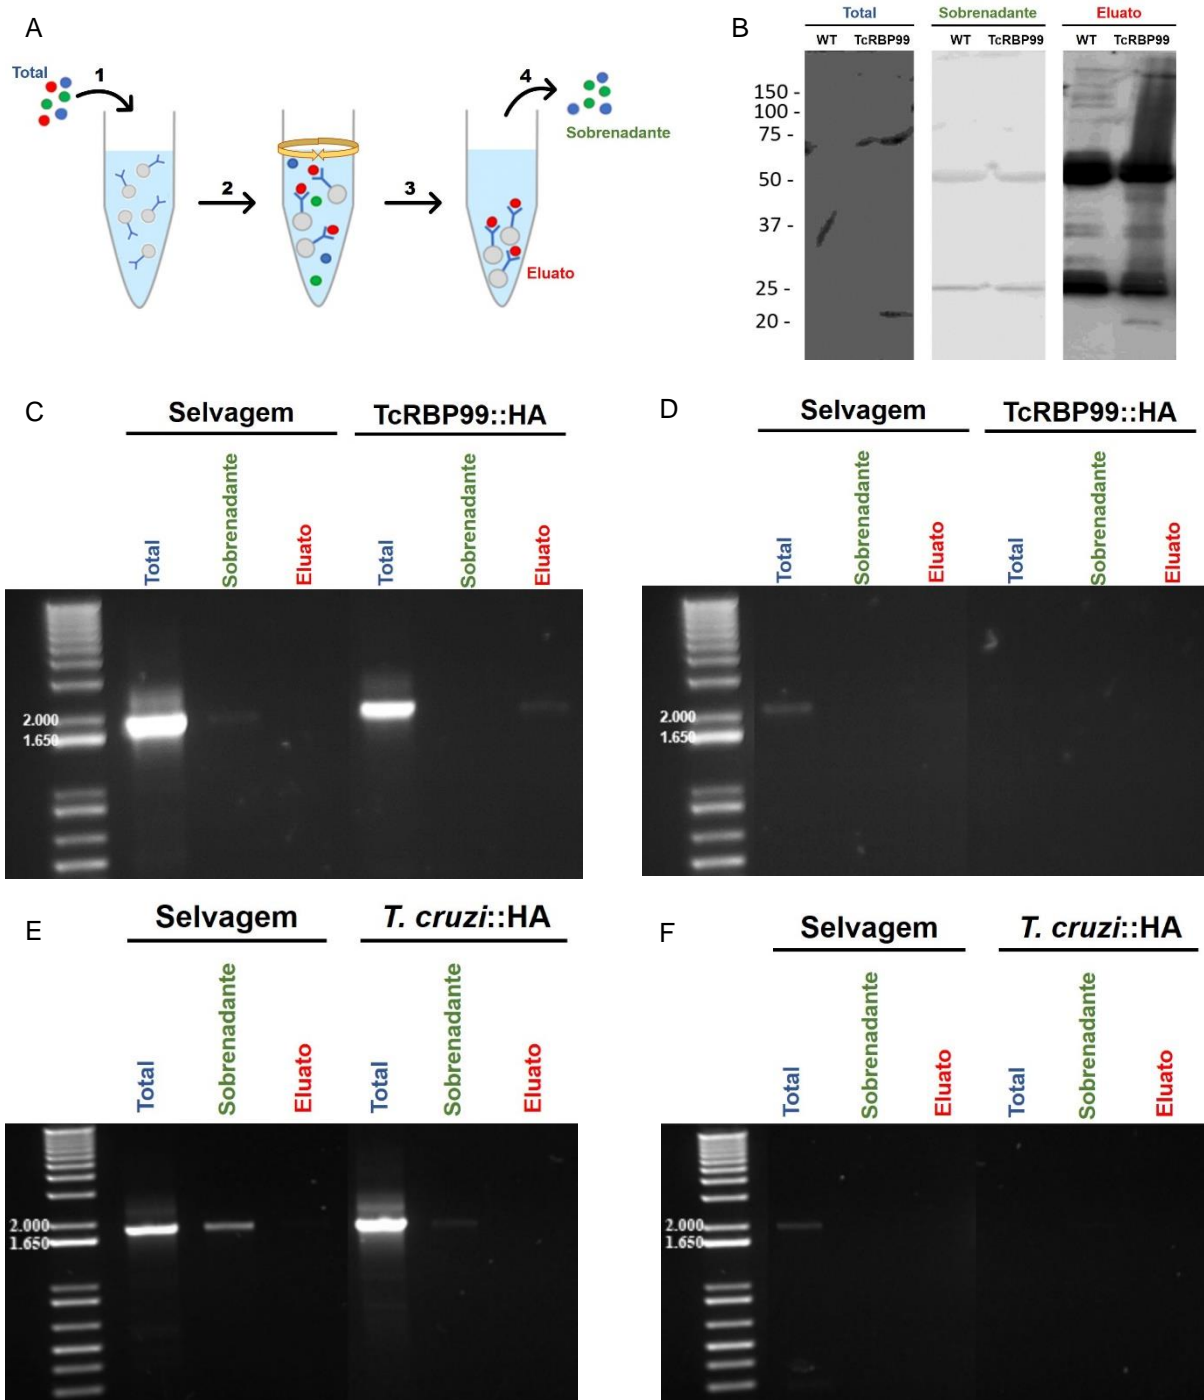 A
Total
1
2
3
4
Sobrenadante
Eluato
B
Total Sobrenadante Eluato
WT TcRBP99 WT TcRBP99 WT TcRBP99
150 -
100 -
75 -
50 -
37 -
25 -
20 -
C
Selvagem TcRBP99::HA
Total Sobrenadante Eluato Total Sobrenadante Eluato
2.000
1.650
D
Selvagem TcRBP99::HA
Total Sobrenadante Eluato Total Sobrenadante Eluato
2.000
1.650
E
Selvagem T. cruzi::HA
Total Sobrenadante Eluato Total Sobrenadante Eluato
2.000
1.650
F
Selvagem T. cruzi::HA
Total Sobrenadante Eluato Total Sobrenadante Eluato
2.000
1.650